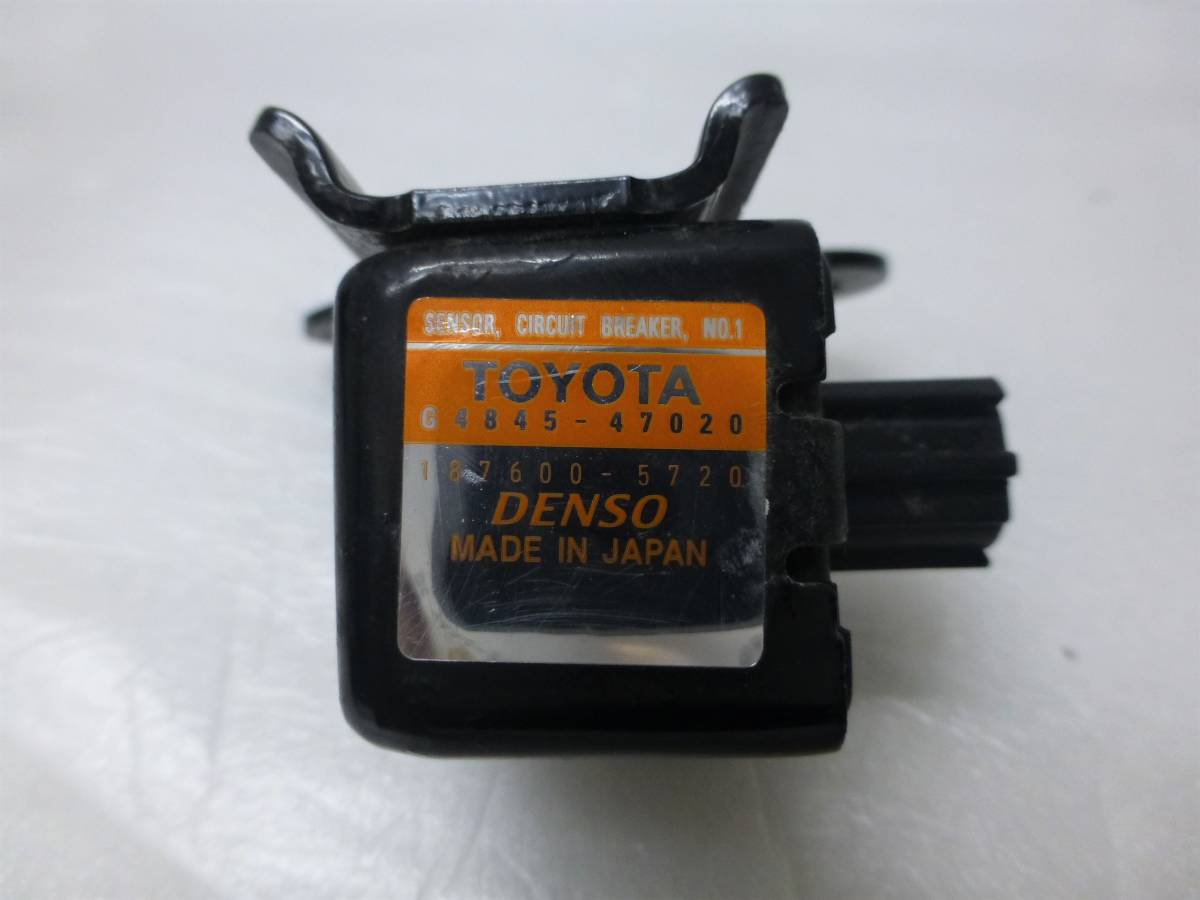 SENSOR, CIRCUIT BREAKER, NO.1
TOYOTA
G4845-47020
187600-5720
DENSO
MADE IN JAPAN